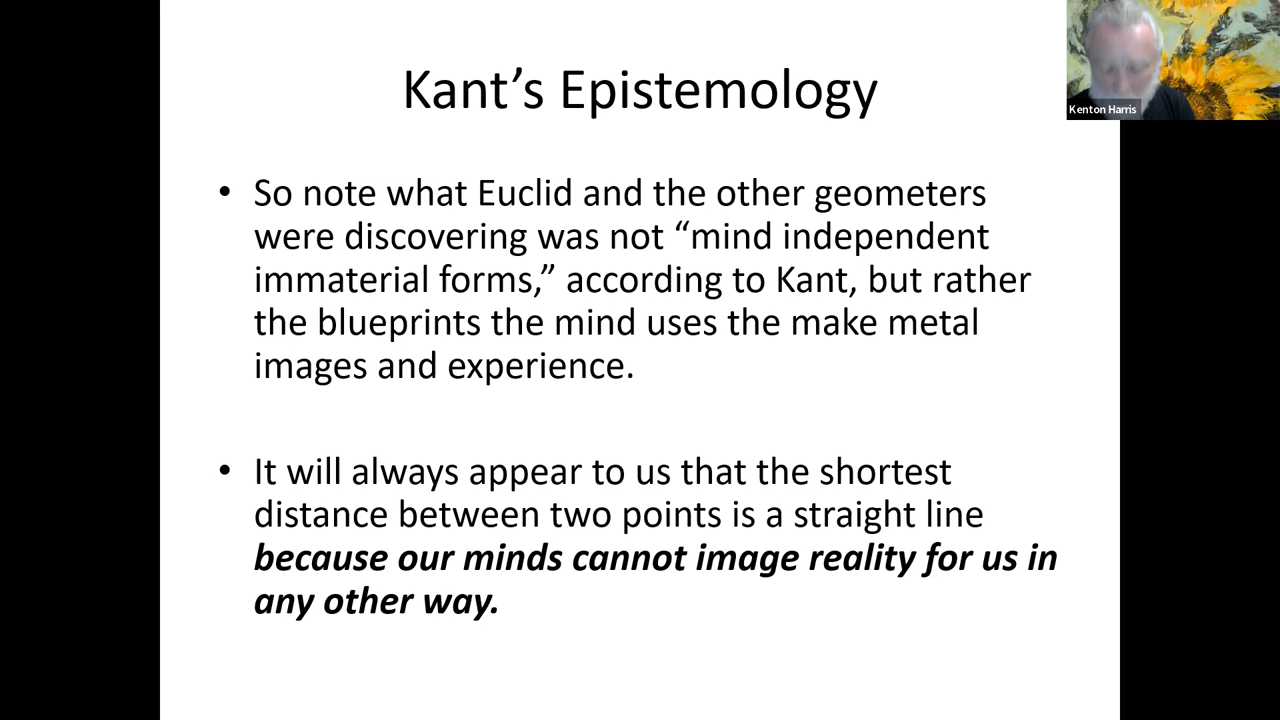 Kant’s Epistemology
Kenton Harris
• So note what Euclid and the other geometers
were discovering was not “mind independent
immaterial forms,” according to Kant, but rather
the blueprints the mind uses the make metal
images and experience.
• It will always appear to us that the shortest
distance between two points is a straight line
because our minds cannot image reality for us in
any other way.